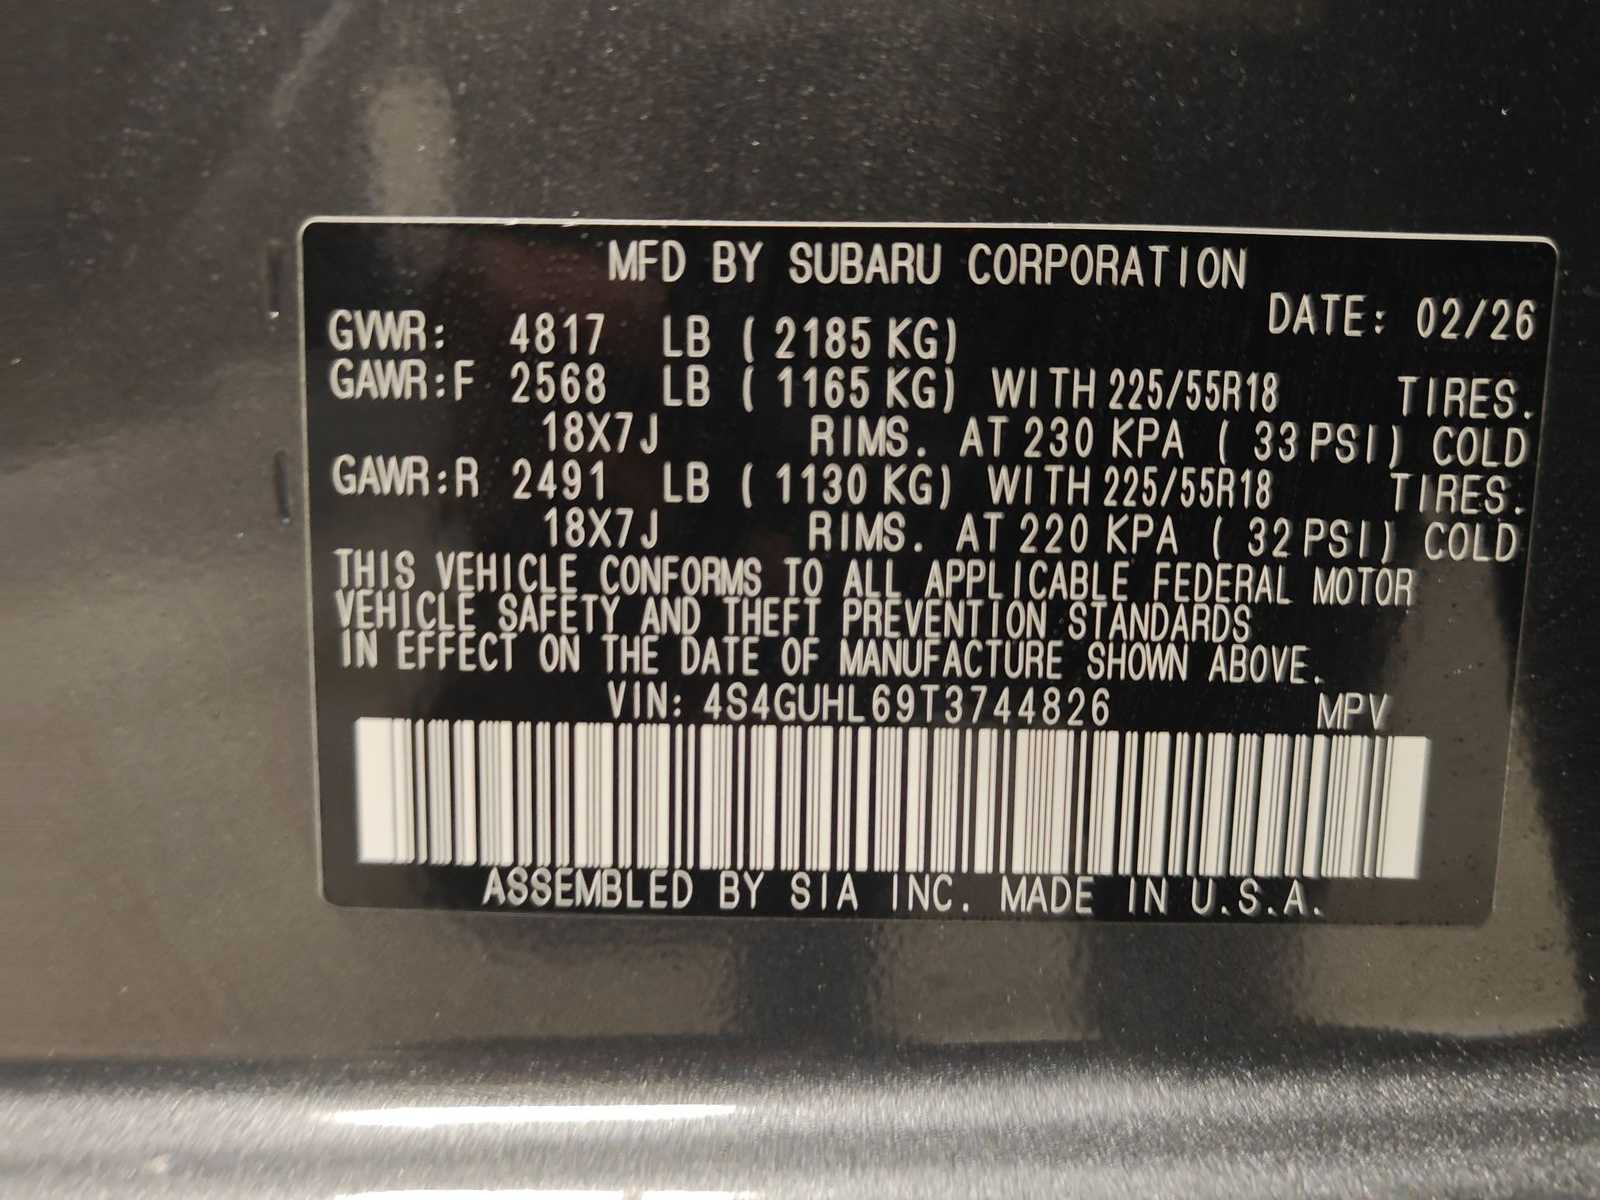 MFD BY SUBARU CORPORATION
DATE: 02/26
GVWR: 4817 LB ( 2185 KG)
GAWR:F 2568 LB ( 1165 KG) WITH 225/55R18 TIRES.
18X7J RIMS. AT 230 KPA ( 33 PSI) COLD
GAWR:R 2491 LB ( 1130 KG) WITH 225/55R18 TIRES.
18X7J RIMS. AT 220 KPA ( 32 PSI) COLD
THIS VEHICLE CONFORMS TO ALL APPLICABLE FEDERAL MOTOR
VEHICLE SAFETY AND THEFT PREVENTION STANDARDS
IN EFFECT ON THE DATE OF MANUFACTURE SHOWN ABOVE.
VIN: 4S4GUHL69T3744826 MPV
ASSEMBLED BY SIA INC. MADE IN U.S.A.